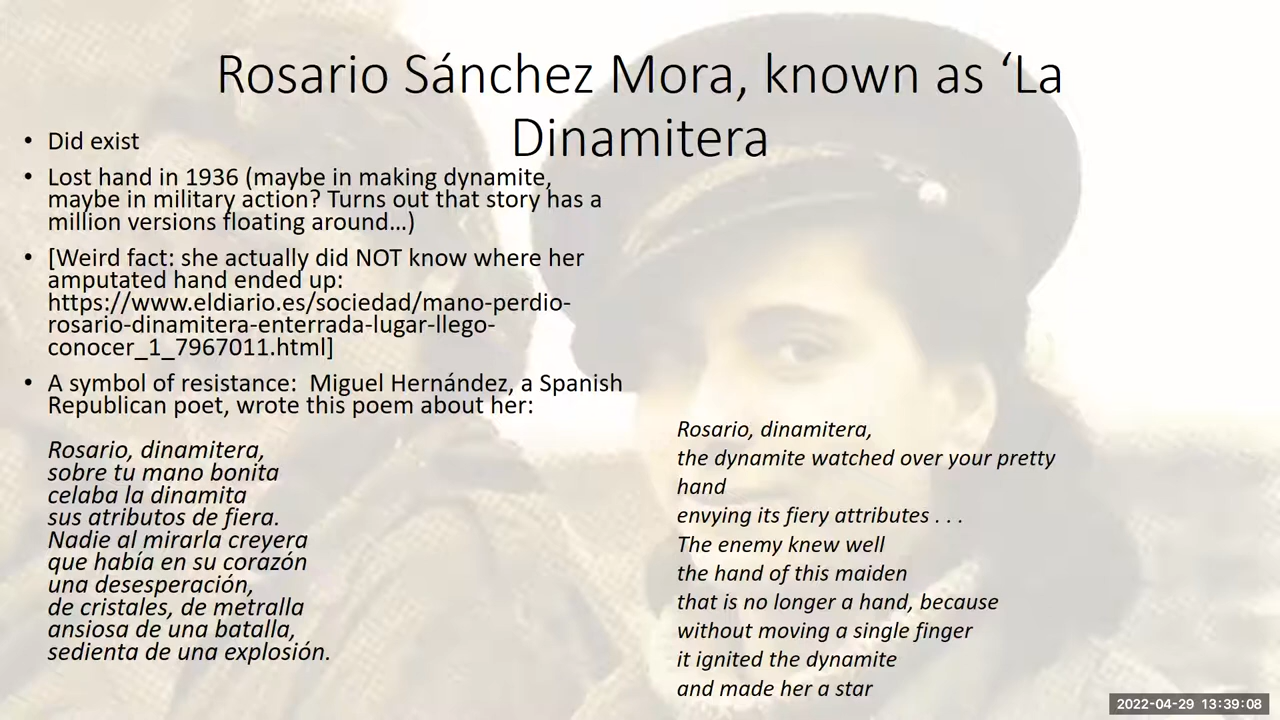 Rosario Sánchez Mora, known as ‘La
Dinamitera
• Did exist
• Lost hand in 1936 (maybe in making dynamite,
maybe in military action? Turns out that story has a
million versions floating around…)
• [Weird fact: she actually did NOT know where her
amputated hand ended up:
https://www.eldiario.es/sociedad/mano-perdio-
rosario-dinamitera-enterrada-lugar-llego-
conocer_1_7967011.html]
• A symbol of resistance:  Miguel Hernández, a Spanish
Republican poet, wrote this poem about her:
Rosario, dinamitera,
sobre tu mano bonita
celaba la dinamita
sus atributos de fiera.
Nadie al mirarla creyera
que había en su corazón
una desesperación,
de cristales, de metralla
ansiosa de una batalla,
sedienta de una explosión.
Rosario, dinamitera,
the dynamite watched over your pretty
hand
envying its fiery attributes . . .
The enemy knew well
the hand of this maiden
that is no longer a hand, because
without moving a single finger
it ignited the dynamite
and made her a star
2022-04-29 13:39:08